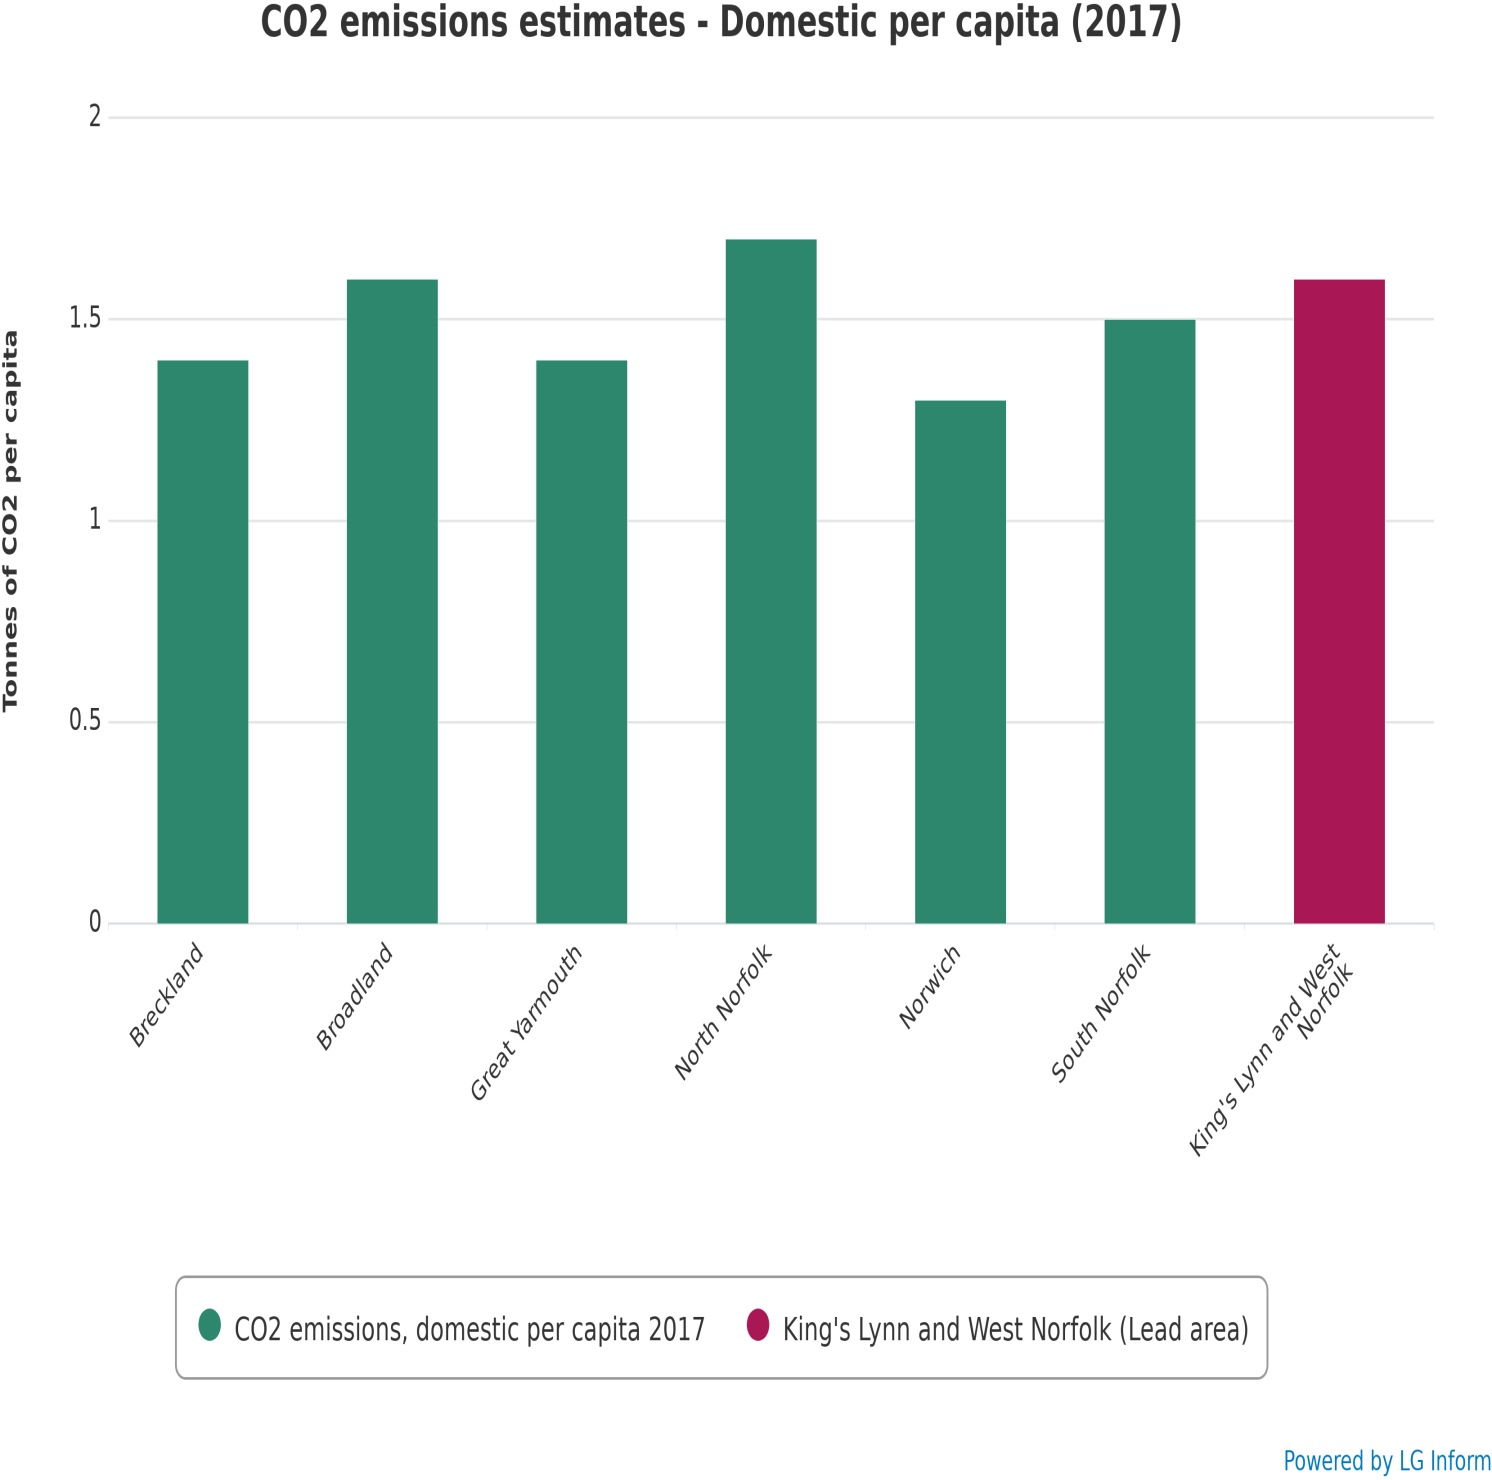 CO2 emissions estimates - Domestic per capita (2017)
Tonnes of CO2 per capita
2
1.5
1
0.5
0
Breckland
Broadland
Great Yarmouth
North Norfolk
Norwich
South Norfolk
King's Lynn and West
Norfolk
CO2 emissions, domestic per capita 2017
King's Lynn and West Norfolk (Lead area)
Powered by LG Inform